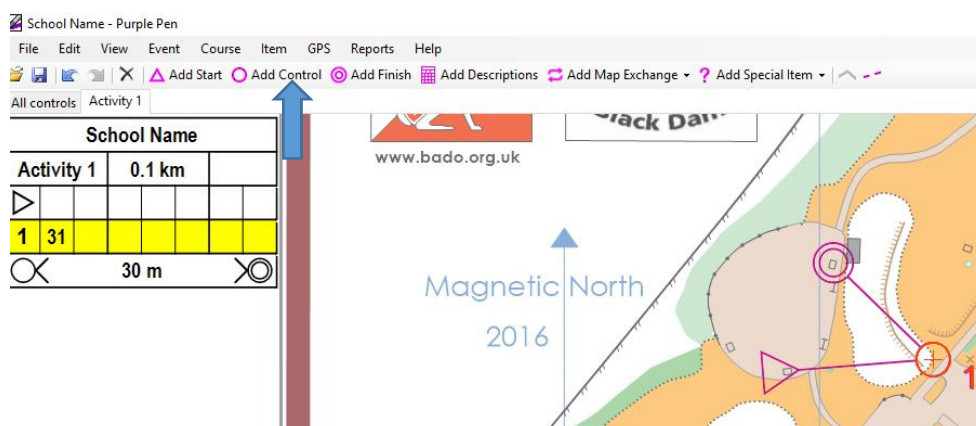 School Name - Purple Pen
File Edit View Event Course Item GPS Reports Help
Add Start Add Control Add Finish Add Descriptions Add Map Exchange Add Special Item
All controls Activity 1
School Name
Activity 1 0.1 km
1 31
30 m
Black Dam
www.bado.org.uk
Magnetic North
2016
1